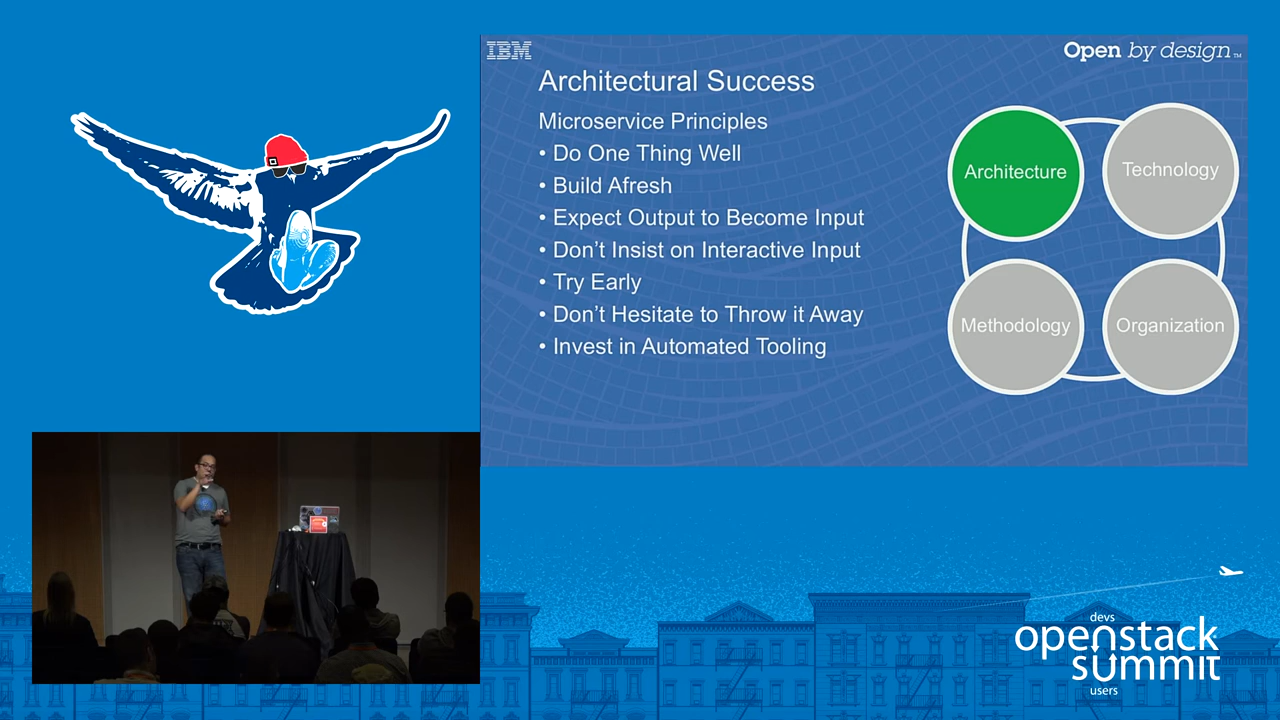 IBM
Open by design™
Architectural Success
Microservice Principles
• Do One Thing Well
• Build Afresh
• Expect Output to Become Input
• Don't Insist on Interactive Input
• Try Early
• Don't Hesitate to Throw it Away
• Invest in Automated Tooling
Architecture
Technology
Methodology
Organization
devs
openstack
summit
users